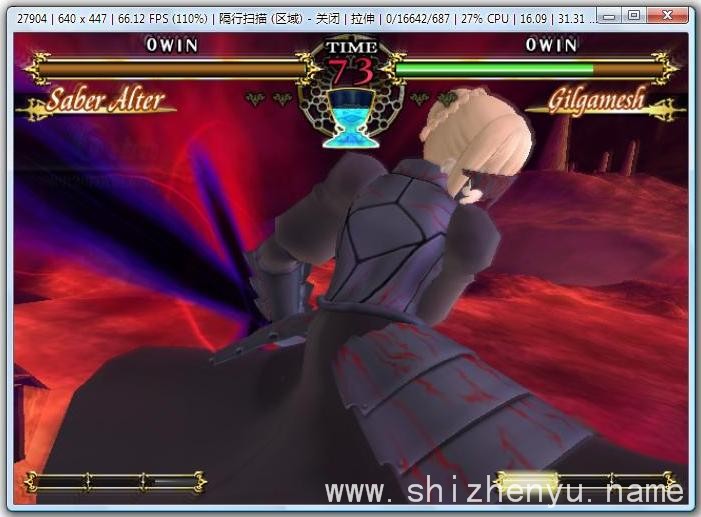 27904 | 640 x 447 | 66.12 FPS (110%) | 隔行扫描 (区域) - 关闭 | 拉伸 | 0/16642/687 | 27% CPU | 16.09 | 31.31 ...
0WIN
TIME
0WIN
73
Saber Alter
Gilgamesh
www.shizhenyu.name